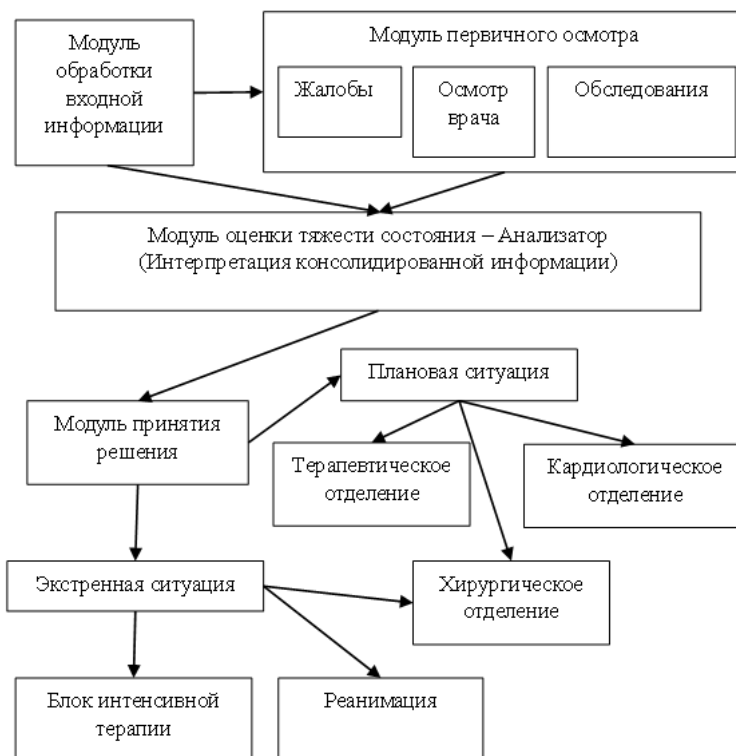 Модуль
обработки
входной
информации
Модуль первичного осмотра
Жалобы
Осмотр
врача
Обследования
Модуль оценки тяжести состояния – Анализатор
(Интерпретация консолидированной информации)
Плановая ситуация
Модуль принятия
решения
Терапевтическое
отделение
Кардиологическое
отделение
Экстренная ситуация
Хирургическое
отделение
Блок интенсивной
терапии
Реанимация